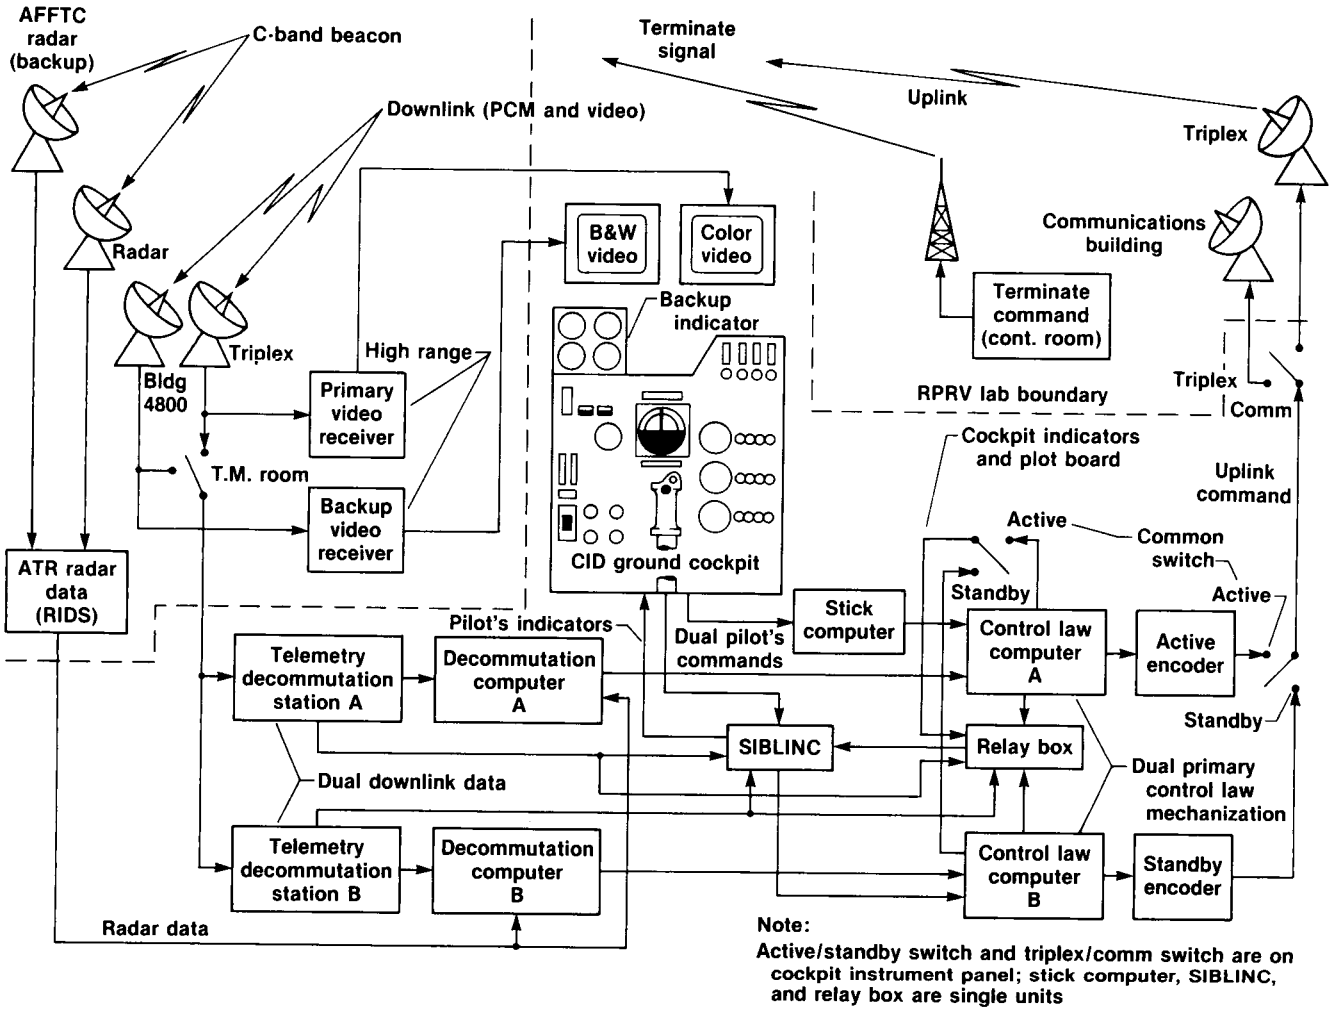 AFFTC
radar
(backup)
C-band beacon
Downlink (PCM and video)
Terminate
signal
Uplink
Triplex
Communications
building
Radar
B&W
video
Color
video
Terminate
command
(cont. room)
Backup
indicator
Triplex
High range
Bldg
4800
Primary
video
receiver
RPRV lab boundary
Triplex
Comm
T.M. room
Cockpit indicators
and plot board
Uplink
command
Backup
video
receiver
CID ground cockpit
Active
Common
switch
ATR radar
data
(RIDS)
Standby
Active
Pilot's indicators
Dual pilot's
commands
Stick
computer
Control law
computer
A
Active
encoder
Telemetry
decommutation
station A
Decommutation
computer
A
Standby
SIBLINC
Relay box
Dual downlink data
Dual primary
control law
mechanization
Telemetry
decommutation
station B
Decommutation
computer
B
Control law
computer
B
Standby
encoder
Radar data
Note:
Active/standby switch and triplex/comm switch are on
cockpit instrument panel; stick computer, SIBLINC,
and relay box are single units